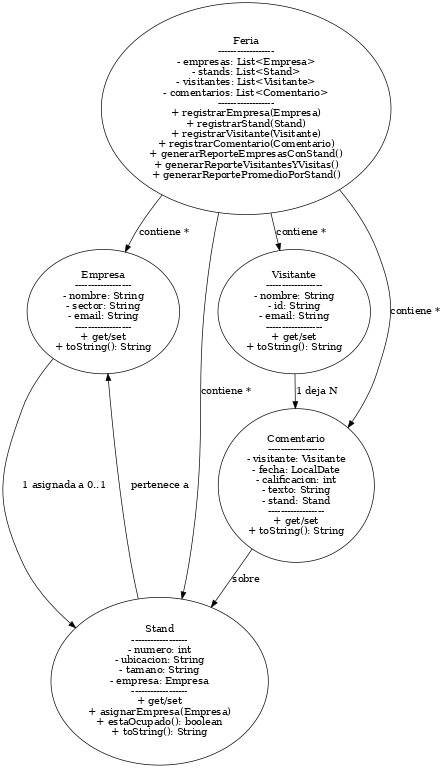 Feria
------------------
- empresas: List<Empresa>
- stands: List<Stand>
- visitantes: List<Visitante>
- comentarios: List<Comentario>
------------------
+ registrarEmpresa(Empresa)
+ registrarStand(Stand)
+ registrarVisitante(Visitante)
+ registrarComentario(Comentario)
+ generarReporteEmpresasConStand()
+ generarReporteVisitantesYVisitas()
+ generarReportePromedioPorStand()
contiene *
contiene *
contiene *
contiene *
Empresa
------------------
- nombre: String
- sector: String
- email: String
------------------
+ get/set
+ toString(): String
Visitante
------------------
- nombre: String
- id: String
- email: String
------------------
+ get/set
+ toString(): String
1 deja N
Comentario
------------------
- visitante: Visitante
- fecha: LocalDate
- calificacion: int
- texto: String
- stand: Stand
------------------
+ get/set
+ toString(): String
1 asignada a 0..1
pertenece a
sobre
Stand
------------------
- numero: int
- ubicacion: String
- tamano: String
- empresa: Empresa
------------------
+ get/set
+ asignarEmpresa(Empresa)
+ estaOcupado(): boolean
+ toString(): String